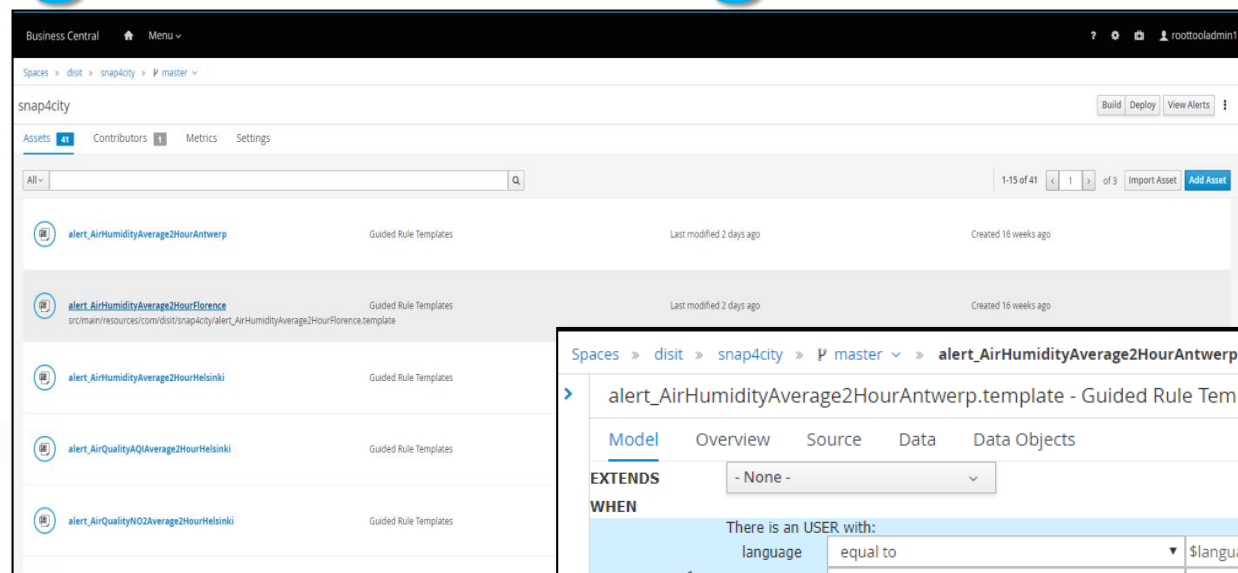 Business Central Menu ? roottooladmin1
Spaces » disit » snap4city » master
snap4city Build Deploy View Alerts
Assets 41 Contributors 1 Metrics Settings
All 1-15 of 41 < 1 > of 3 Import Asset Add Asset
alert_AirHumidityAverage2HourAntwerp Guided Rule Templates Last modified 2 days ago Created 16 weeks ago
alert_AirHumidityAverage2HourFlorence Guided Rule Templates Last modified 2 days ago Created 16 weeks ago
src/main/resources/com/disit/snap4city/alert_AirHumidityAverage2HourFlorence.template
alert_AirHumidityAverage2HourHelsinki Guided Rule Templates
alert_AirQualityAQIAverage2HourHelsinki Guided Rule Templates
alert_AirQualityNO2Average2HourHelsinki Guided Rule Templates
Spaces » disit » snap4city » master » alert_AirHumidityAverage2HourAntwerp
alert_AirHumidityAverage2HourAntwerp.template - Guided Rule Tem
Model Overview Source Data Data Objects
EXTENDS - None -
WHEN
There is an USER with:
language equal to $langua